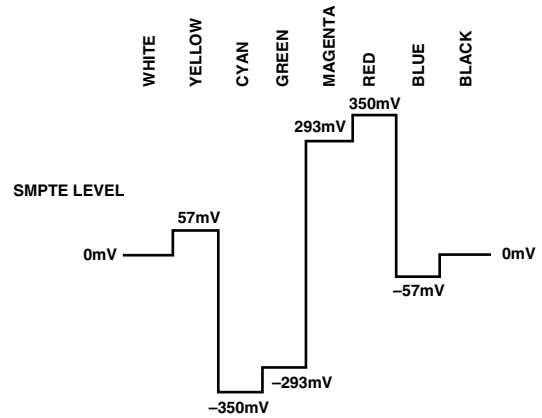 WHITE
YELLOW
CYAN
GREEN
MAGENTA
RED
BLUE
BLACK
350mV
293mV
SMPTE LEVEL
57mV
0mV
0mV
–57mV
–293mV
–350mV